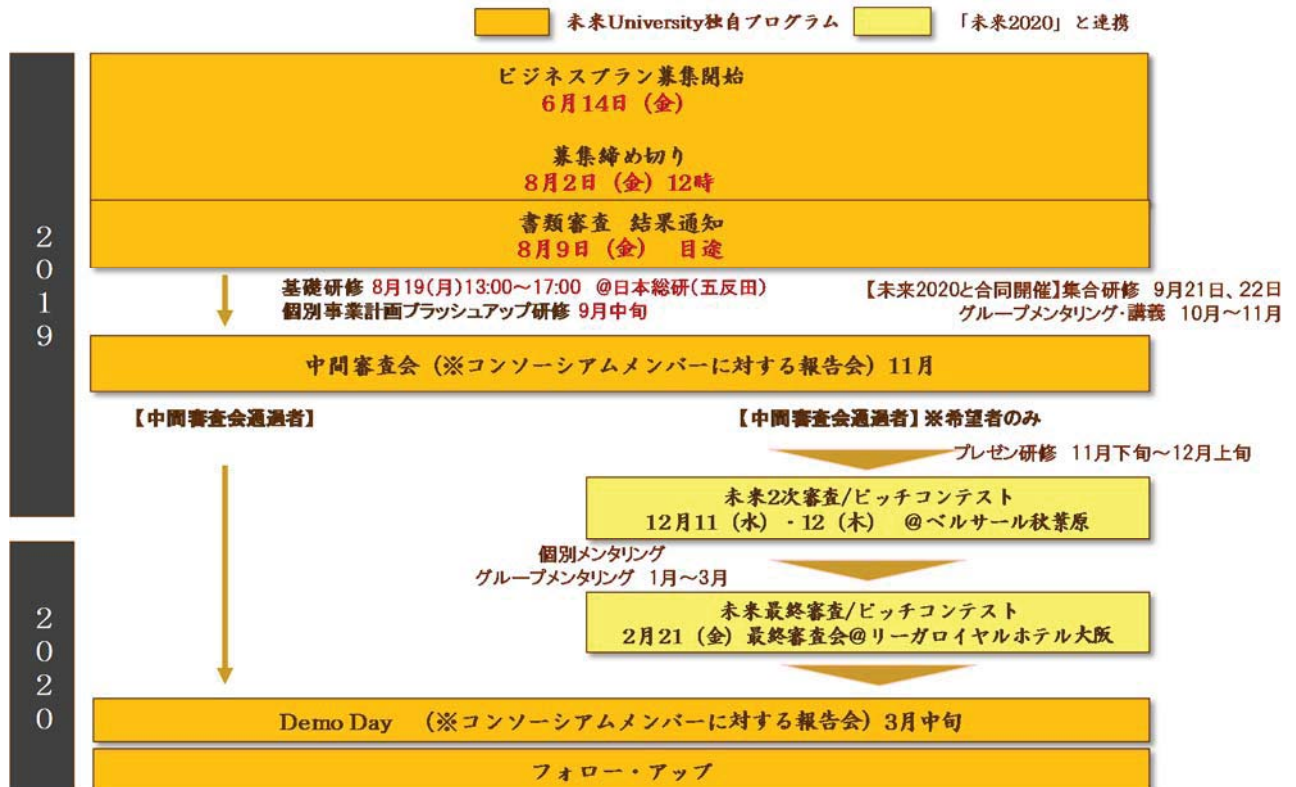 未来University独自プログラム
「未来2020」と連携
2019
ビジネスプラン募集開始
6月14日（金）
募集締め切り
8月2日（金）12時
書類審査 結果通知
8月9日（金） 目途
基礎研修 8月19(月)13:00～17:00 @日本総研(五反田)
個別事業計画ブラッシュアップ研修 9月中旬
【未来2020と合同開催】集合研修 9月21日、22日
グループメンタリング・講義 10月～11月
中間審査会（※コンソーシアムメンバーに対する報告会）11月
【中間審査会通過者】
【中間審査会通過者】※希望者のみ
プレゼン研修 11月下旬～12月上旬
未来2次審査/ピッチコンテスト
12月11（水）・12（木） @ベルサール秋葉原
2020
個別メンタリング
グループメンタリング 1月～3月
未来最終審査/ピッチコンテスト
2月21（金）最終審査会@リーガロイヤルホテル大阪
Demo Day （※コンソーシアムメンバーに対する報告会）3月中旬
フォロー・アップ